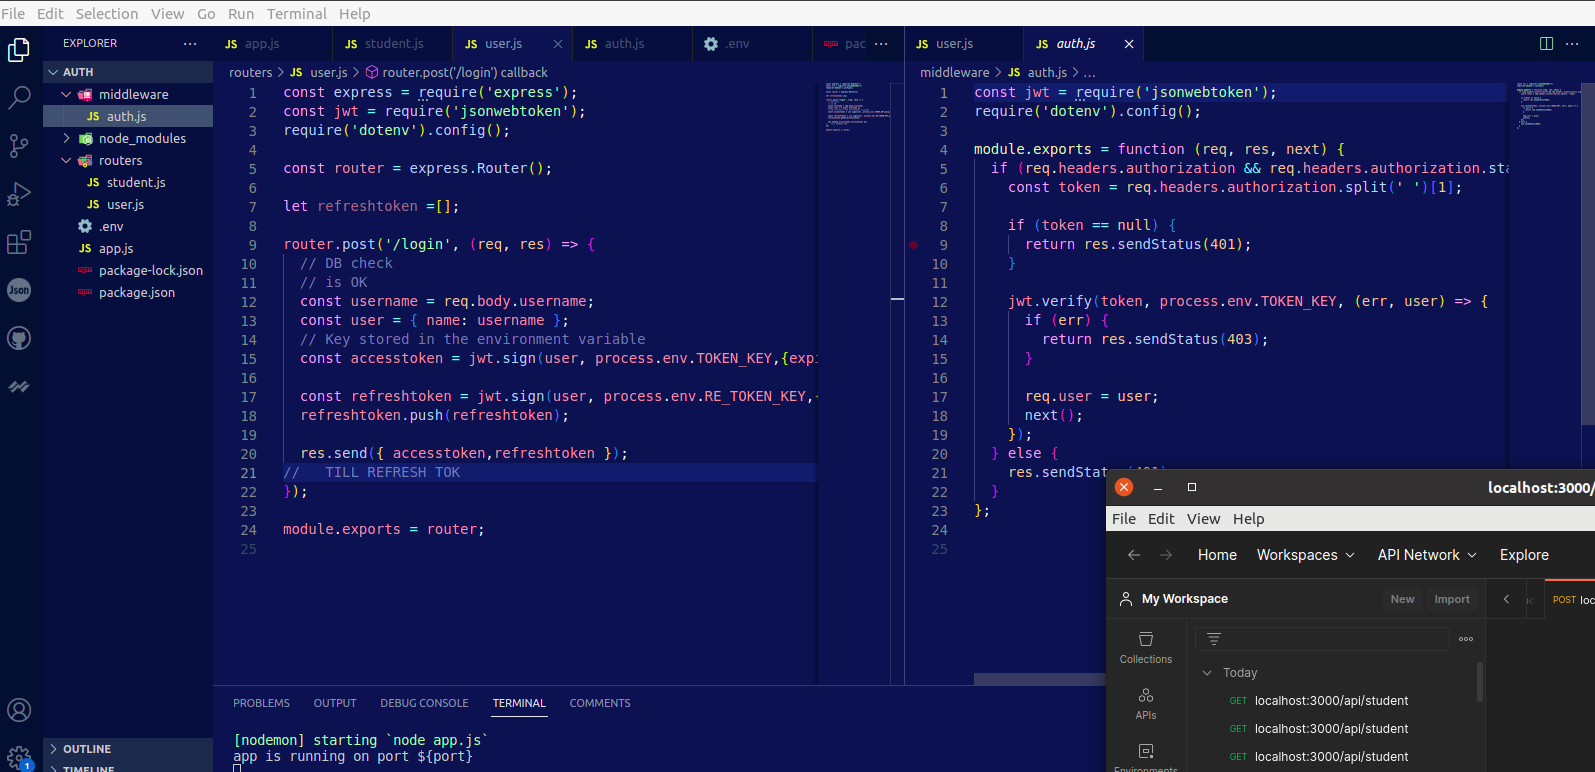 File Edit Selection View Go Run Terminal Help
EXPLORER ···
AUTH
middleware
JS auth.js
node_modules
routers
JS student.js
JS user.js
.env
JS app.js
package-lock.json
package.json
OUTLINE
TIMELINE
Json
1
JS app.js JS student.js JS user.js JS auth.js .env pac ···
routers > JS user.js > router.post('/login') callback
1 const express = require('express');
2 const jwt = require('jsonwebtoken');
3 require('dotenv').config();
4
5 const router = express.Router();
6
7 let refreshtoken =[];
8
9 router.post('/login', (req, res) => {
10 // DB check
11 // is OK
12 const username = req.body.username;
13 const user = { name: username };
14 // Key stored in the environment variable
15 const accesstoken = jwt.sign(user, process.env.TOKEN_KEY,{expi
16
17 const refreshtoken = jwt.sign(user, process.env.RE_TOKEN_KEY,{
18 refreshtoken.push(refreshtoken);
19
20 res.send({ accesstoken,refreshtoken });
21 //   TILL REFRESH TOK
22 });
23
24 module.exports = router;
25
JS user.js JS auth.js ···
middleware > JS auth.js > ...
1 const jwt = require('jsonwebtoken');
2 require('dotenv').config();
3
4 module.exports = function (req, res, next) {
5 if (req.headers.authorization && req.headers.authorization.sta
6 const token = req.headers.authorization.split(' ')[1];
7
8 if (token == null) {
9 return res.sendStatus(401);
10 }
11
12 jwt.verify(token, process.env.TOKEN_KEY, (err, user) => {
13 if (err) {
14 return res.sendStatus(403);
15 }
16
17 req.user = user;
18 next();
19 });
20 } else {
21 res.sendStatus(401)
22 }
23 };
24
25
PROBLEMS OUTPUT DEBUG CONSOLE TERMINAL COMMENTS
[nodemon] starting `node app.js`
app is running on port ${port}
localhost:3000/
File Edit View Help
Home Workspaces API Network Explore
My Workspace New Import
POST loc
Collections
APIs
Environments
Today
GET localhost:3000/api/student
GET localhost:3000/api/student
GET localhost:3000/api/student